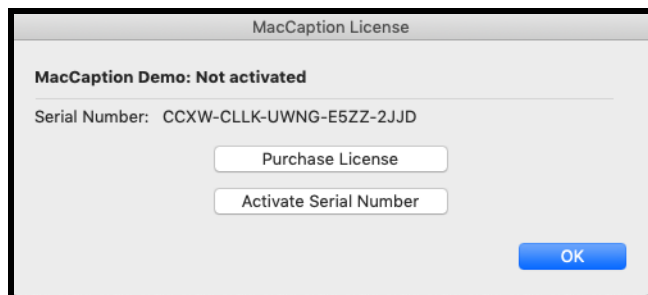 MacCaption License
MacCaption Demo: Not activated
Serial Number: CCXW-CLLK-UWNG-E5ZZ-2JJD
Purchase License
Activate Serial Number
OK